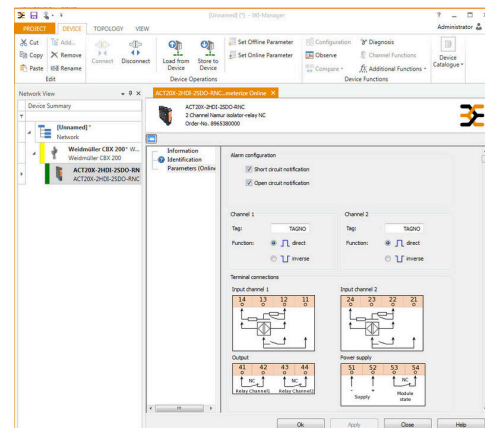 [Unnamed] (*) - WI-Manager
PROJECT DEVICE TOPOLOGY VIEW Administrator
Cut Add... Connect Disconnect Load from Device Store to Device Set Offline Parameter Configuration Diagnosis Device Catalogue
Copy Remove Set Online Parameter Observe Channel Functions
Paste Rename Compare Additional Functions
Edit Device Operations Device Functions
Network View
ACT20X-2HDI-2SDO-RNC...meterize Online
Device Summary
[Unnamed] *
Network
Weidmüller CBX 200* W...
Weidmüller CBX 200
ACT20X-2HDI-2SDO-RN
ACT20X-2HDI-2SDO-RNC
ACT20X-2HDI-2SDO-RNC
2 Channel Namur isolator-relay NC
Order-No. 8965380000
Information
Identification
Parameters (Online
Alarm configuration
Short circuit notification
Open circuit notification
Channel 1 Channel 2
Tag: TAGNO Tag: TAGNO
Function: direct Function: direct
inverse inverse
Terminal connections
Input channel 1 Input channel 2
14 13 12 11 24 23 22 21
Output Power supply
41 42 43 44 51 52 53 54
NC NC NC
Relay Channel1 Relay Channel2
- +
Supply Module state
Ok Apply Close Help